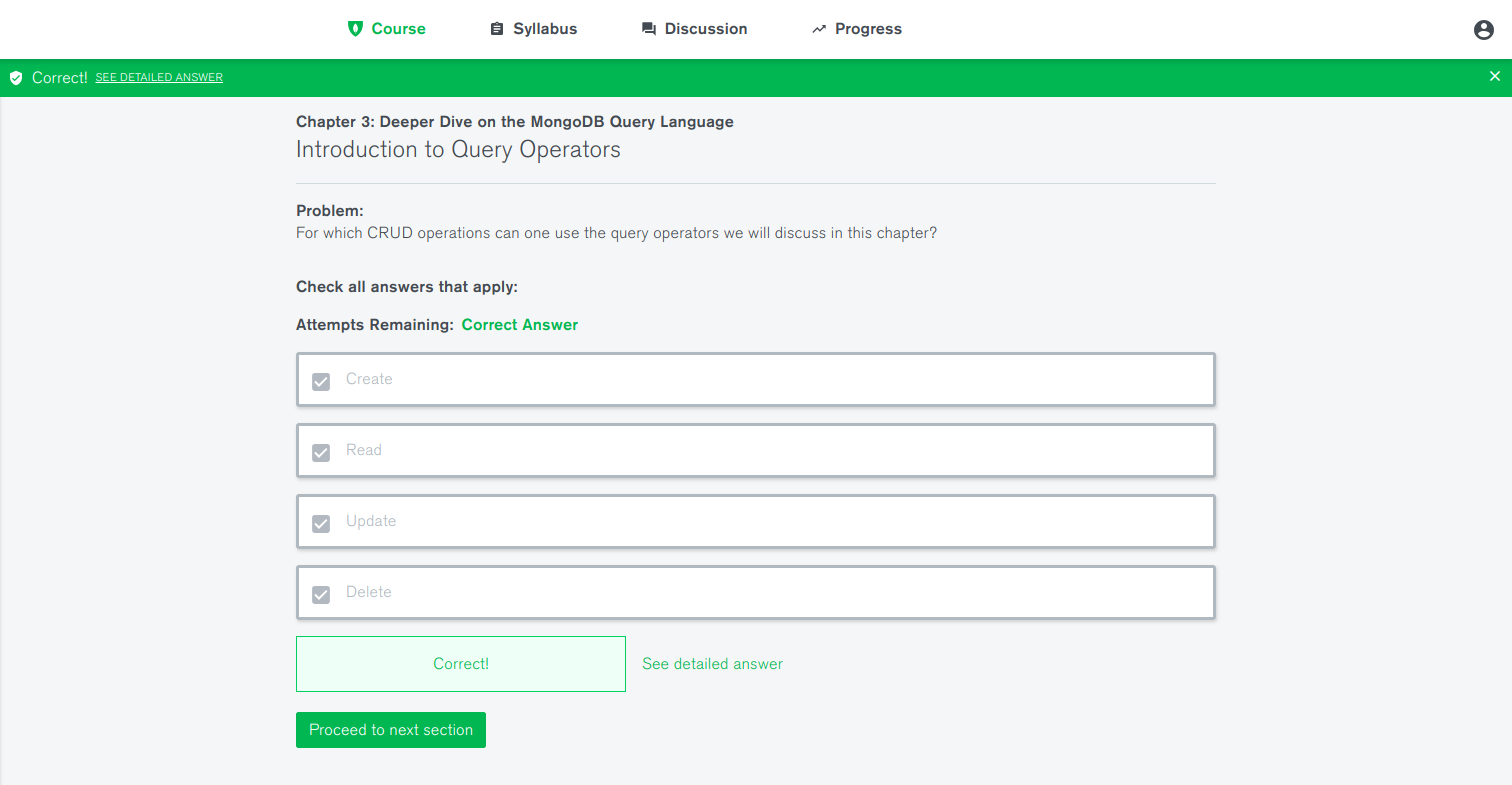 Course Syllabus Discussion Progress
Correct! SEE DETAILED ANSWER
Chapter 3: Deeper Dive on the MongoDB Query Language
Introduction to Query Operators
Problem:
For which CRUD operations can one use the query operators we will discuss in this chapter?
Check all answers that apply:
Attempts Remaining: Correct Answer
Create
Read
Update
Delete
Correct! See detailed answer
Proceed to next section